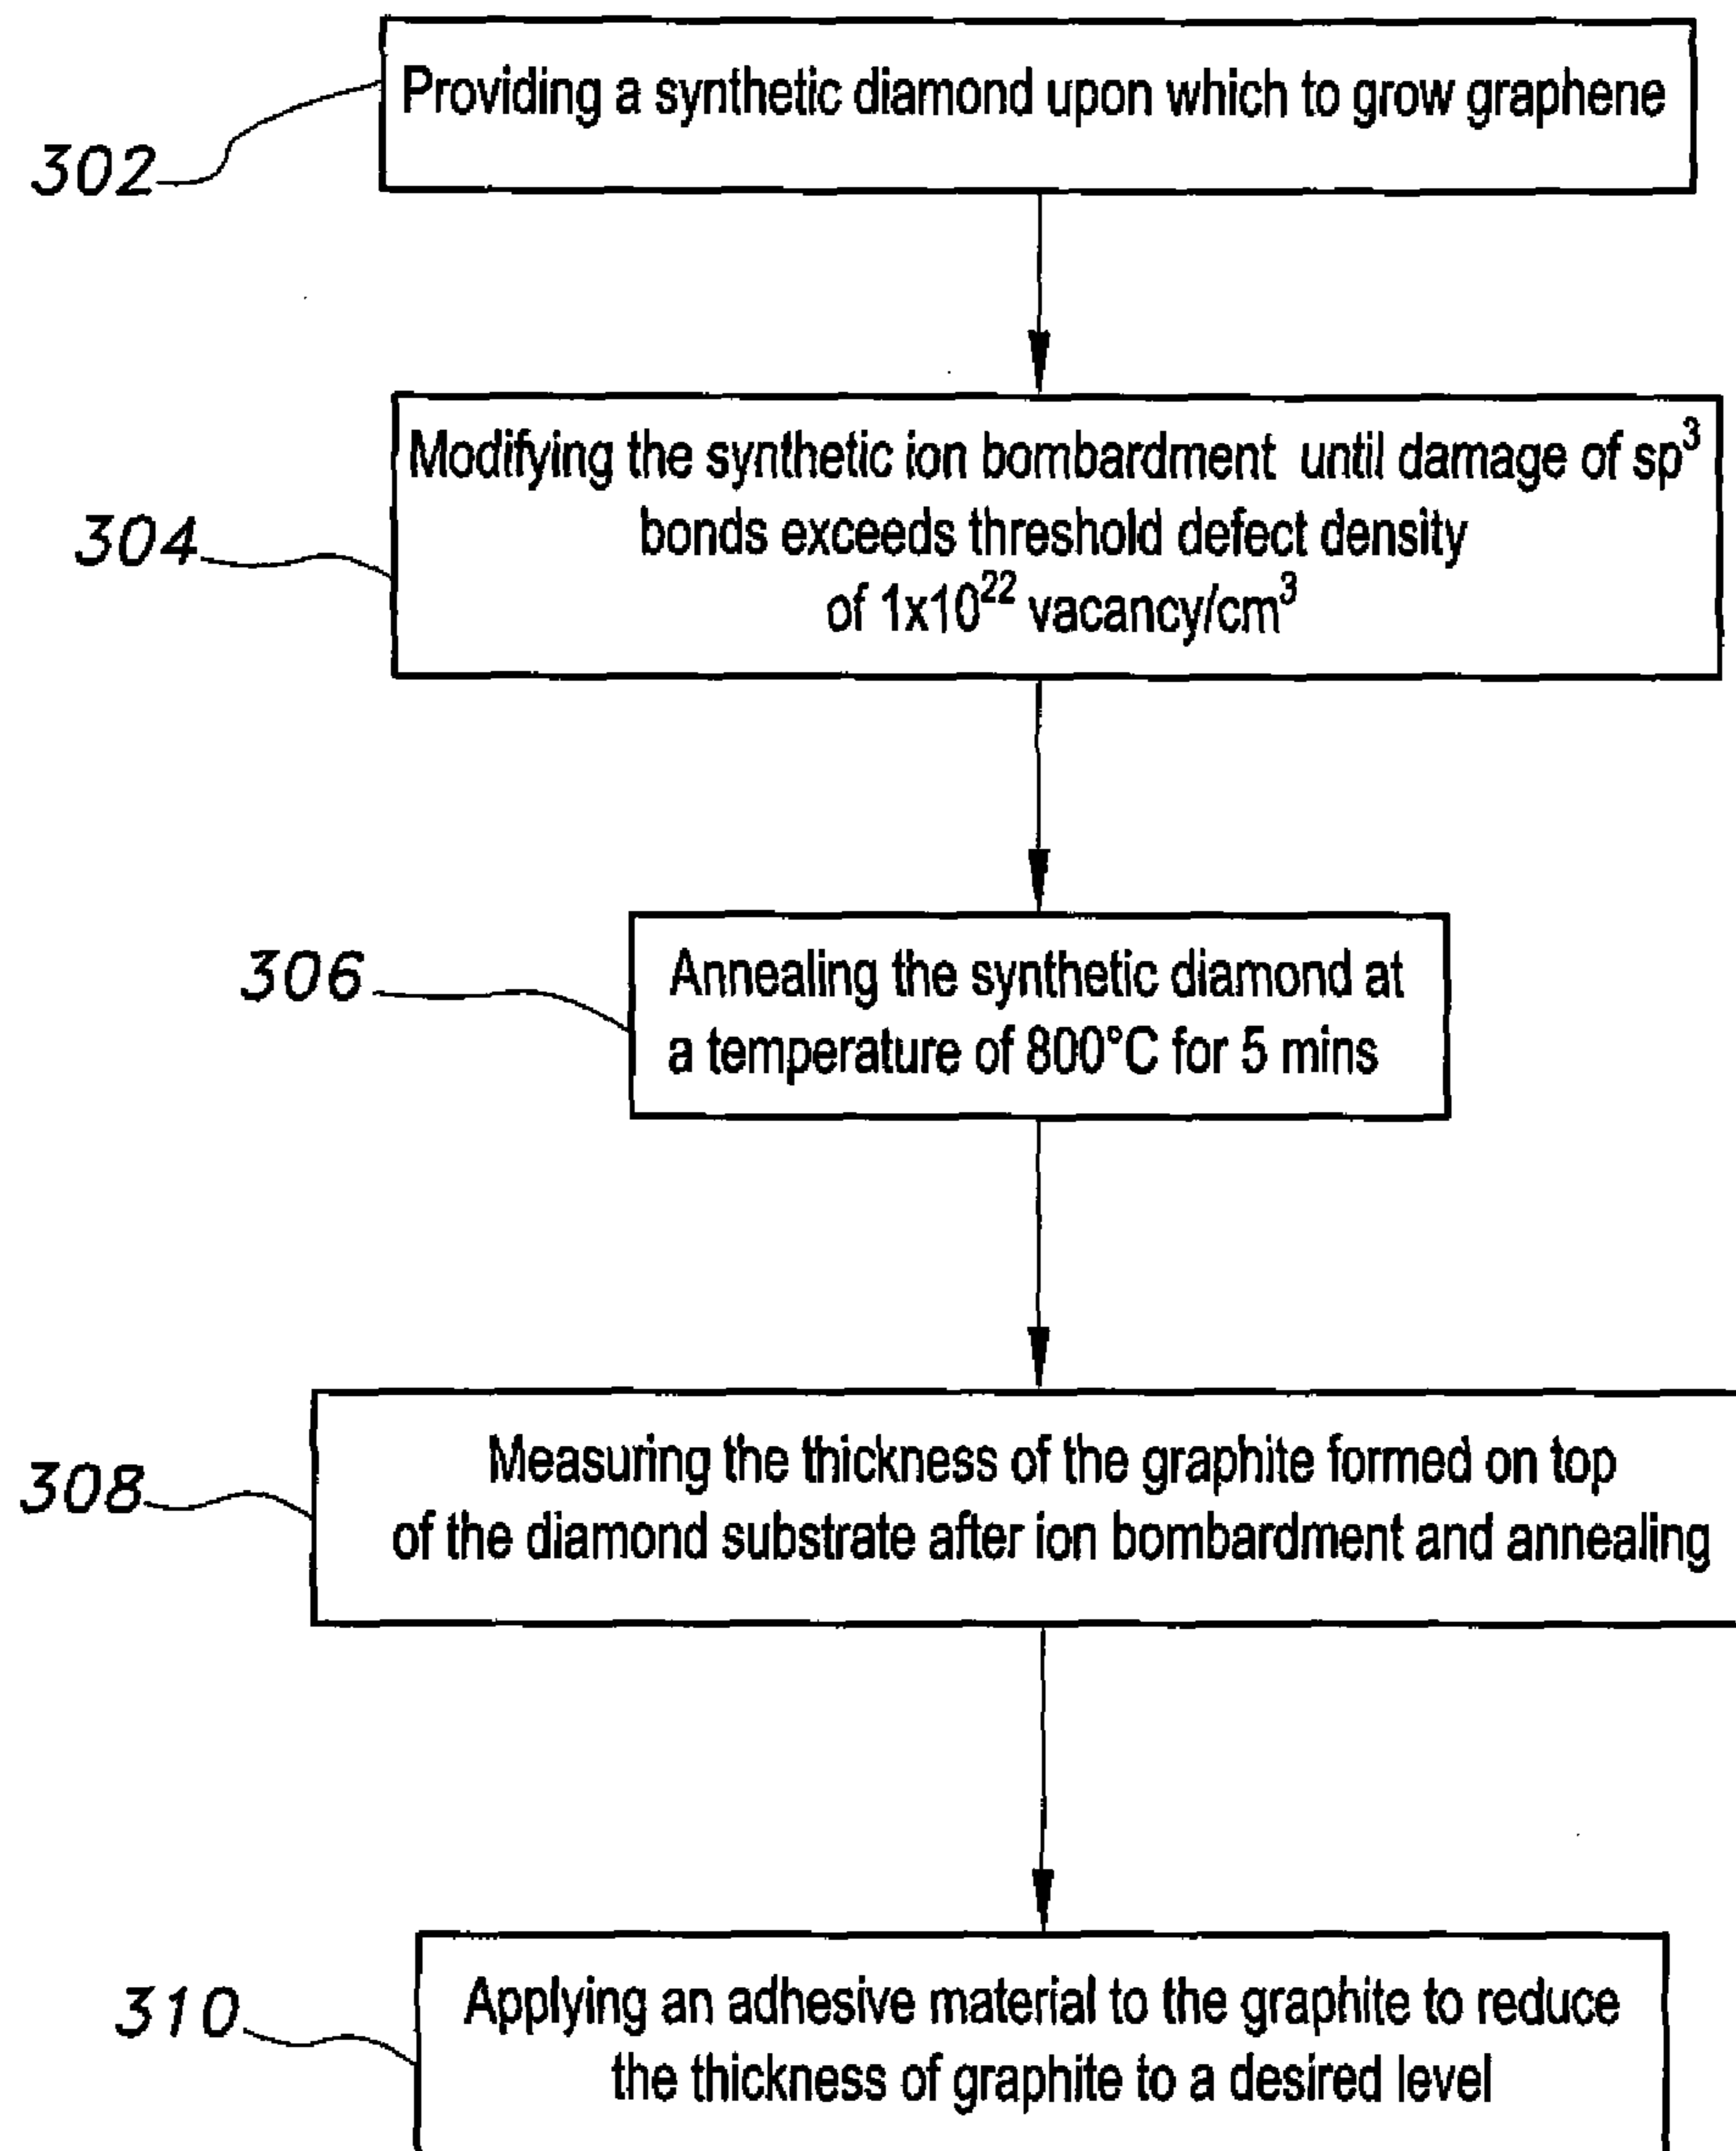 Providing a synthetic diamond upon which to grow graphene
302
Modifying the synthetic ion bombardment until damage of sp³
bonds exceeds threshold defect density
of 1x10²² vacancy/cm³
304
Annealing the synthetic diamond at
a temperature of 800°C for 5 mins
306
Measuring the thickness of the graphite formed on top
of the diamond substrate after ion bombardment and annealing
308
Applying an adhesive material to the graphite to reduce
the thickness of graphite to a desired level
310